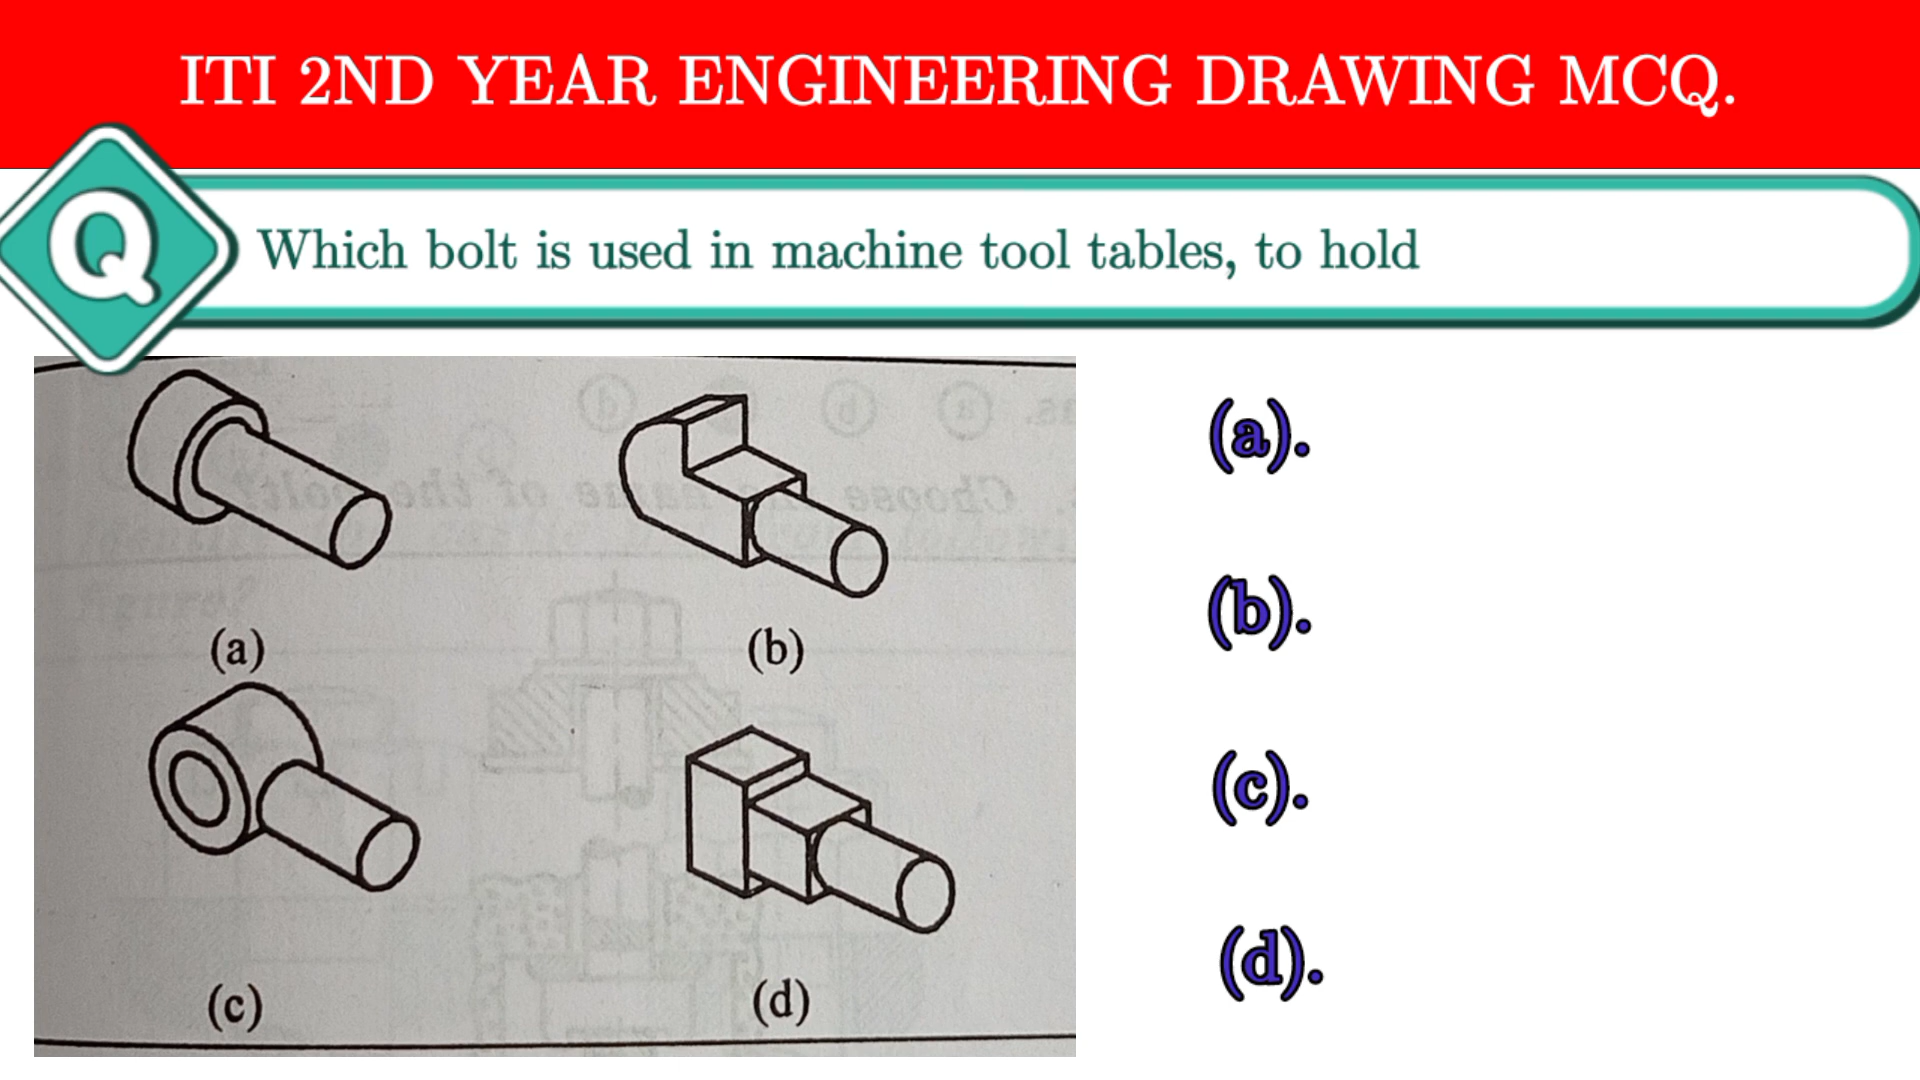 ITI 2ND YEAR ENGINEERING DRAWING MCQ.
Q
Which bolt is used in machine tool tables, to hold
(a)
(b)
(c)
(d)
(a).
(b).
(c).
(d).